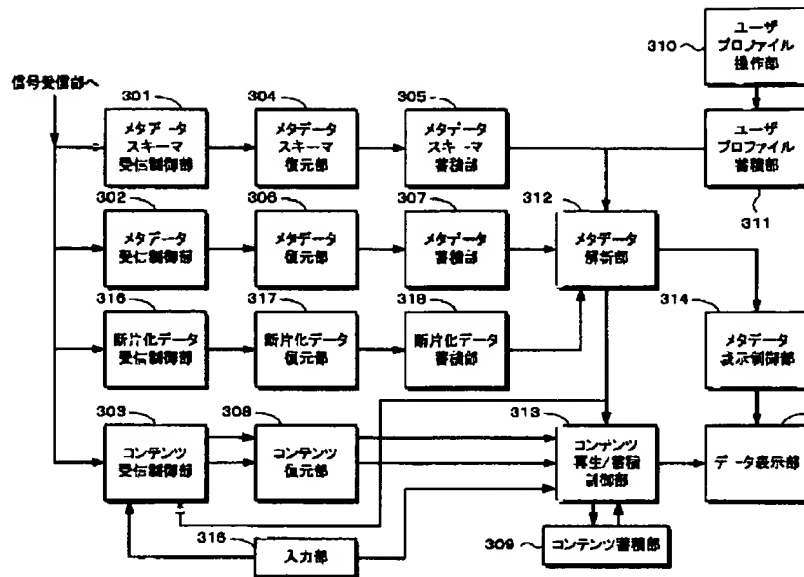 310
ユーザ
プロファイル
操作部
信号受信部へ
301
メタデータ
スキーマ
受信制御部
304
メタデータ
スキーマ
復元部
305
メタデータ
スキーマ
蓄積部
ユーザ
プロファイル
蓄積部
311
302
メタデータ
受信制御部
306
メタデータ
復元部
307
メタデータ
蓄積部
312
メタデータ
解析部
316
断片化データ
受信制御部
317
断片化データ
復元部
318
断片化データ
蓄積部
314
メタデータ
表示制御部
303
コンテンツ
受信制御部
308
コンテンツ
復元部
313
コンテンツ
再生/蓄積
制御部
データ表示部
316
入力部
309
コンテンツ蓄積部